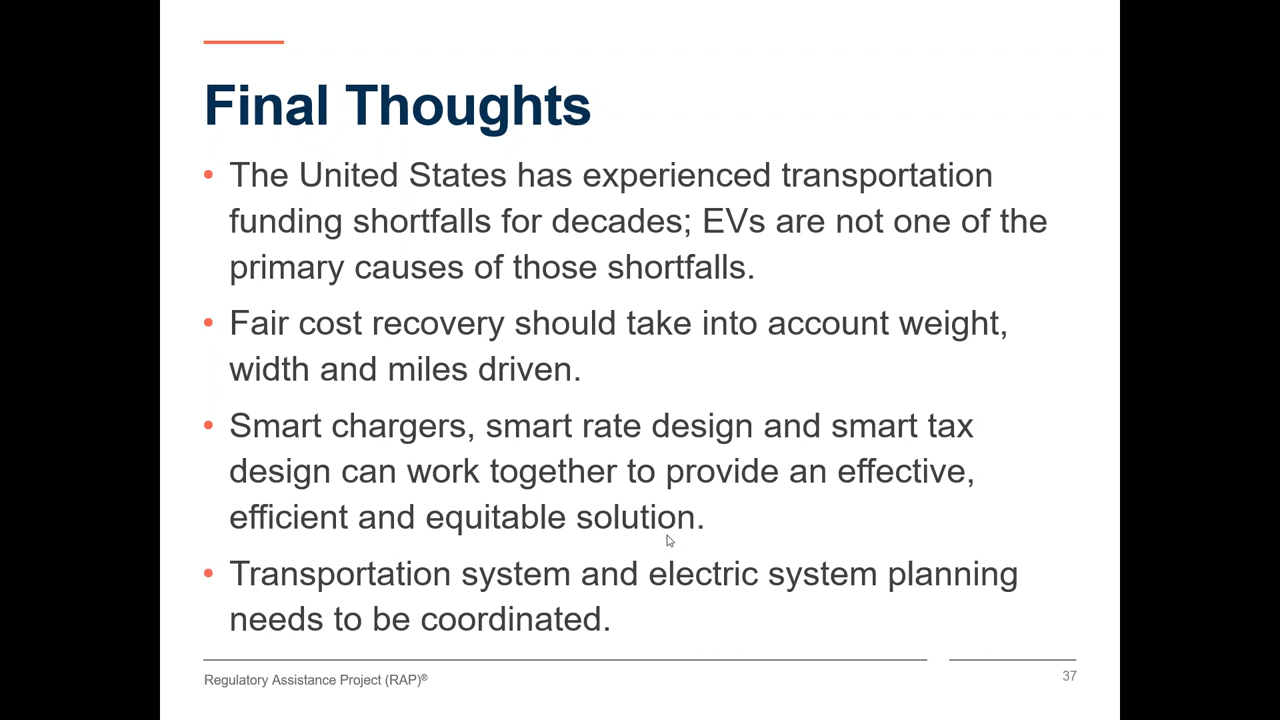 Final Thoughts
• The United States has experienced transportation
funding shortfalls for decades; EVs are not one of the
primary causes of those shortfalls.
• Fair cost recovery should take into account weight,
width and miles driven.
• Smart chargers, smart rate design and smart tax
design can work together to provide an effective,
efficient and equitable solution.
• Transportation system and electric system planning
needs to be coordinated.
Regulatory Assistance Project (RAP)®
37